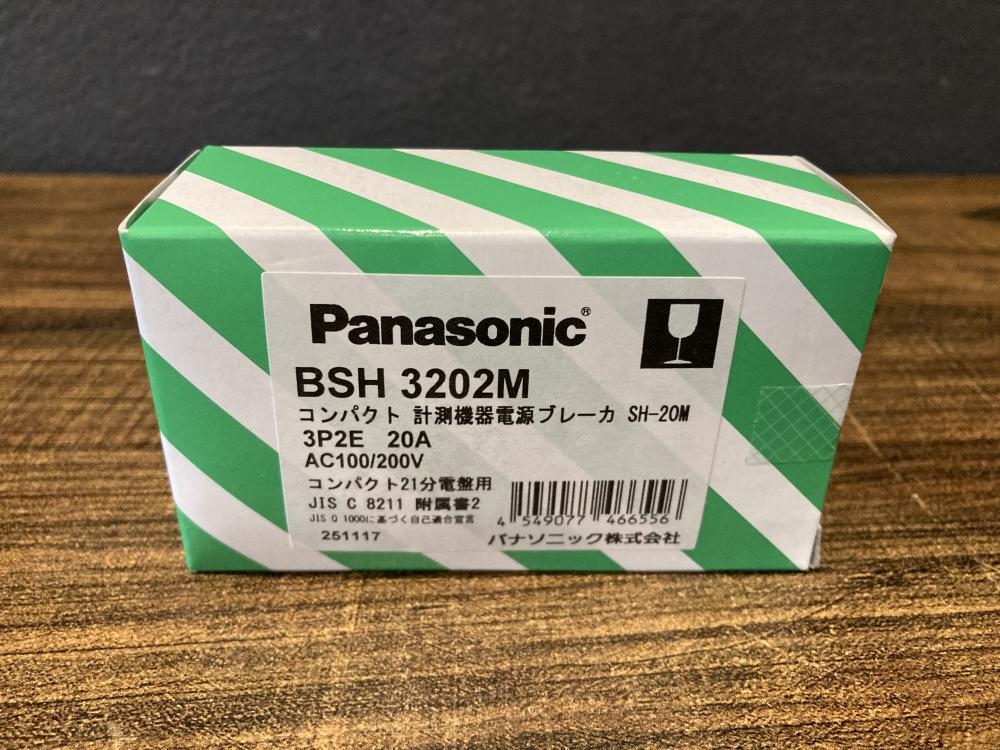 Panasonic®
BSH 3202M
コンパクト 計測機器電源ブレーカ SH-20M
3P2E 20A
AC100/200V
コンパクト21分電盤用
JIS C 8211 附属書2
JIS Q 1000に基づく自己適合宣言
4 549077 466556
251117
パナソニック株式会社